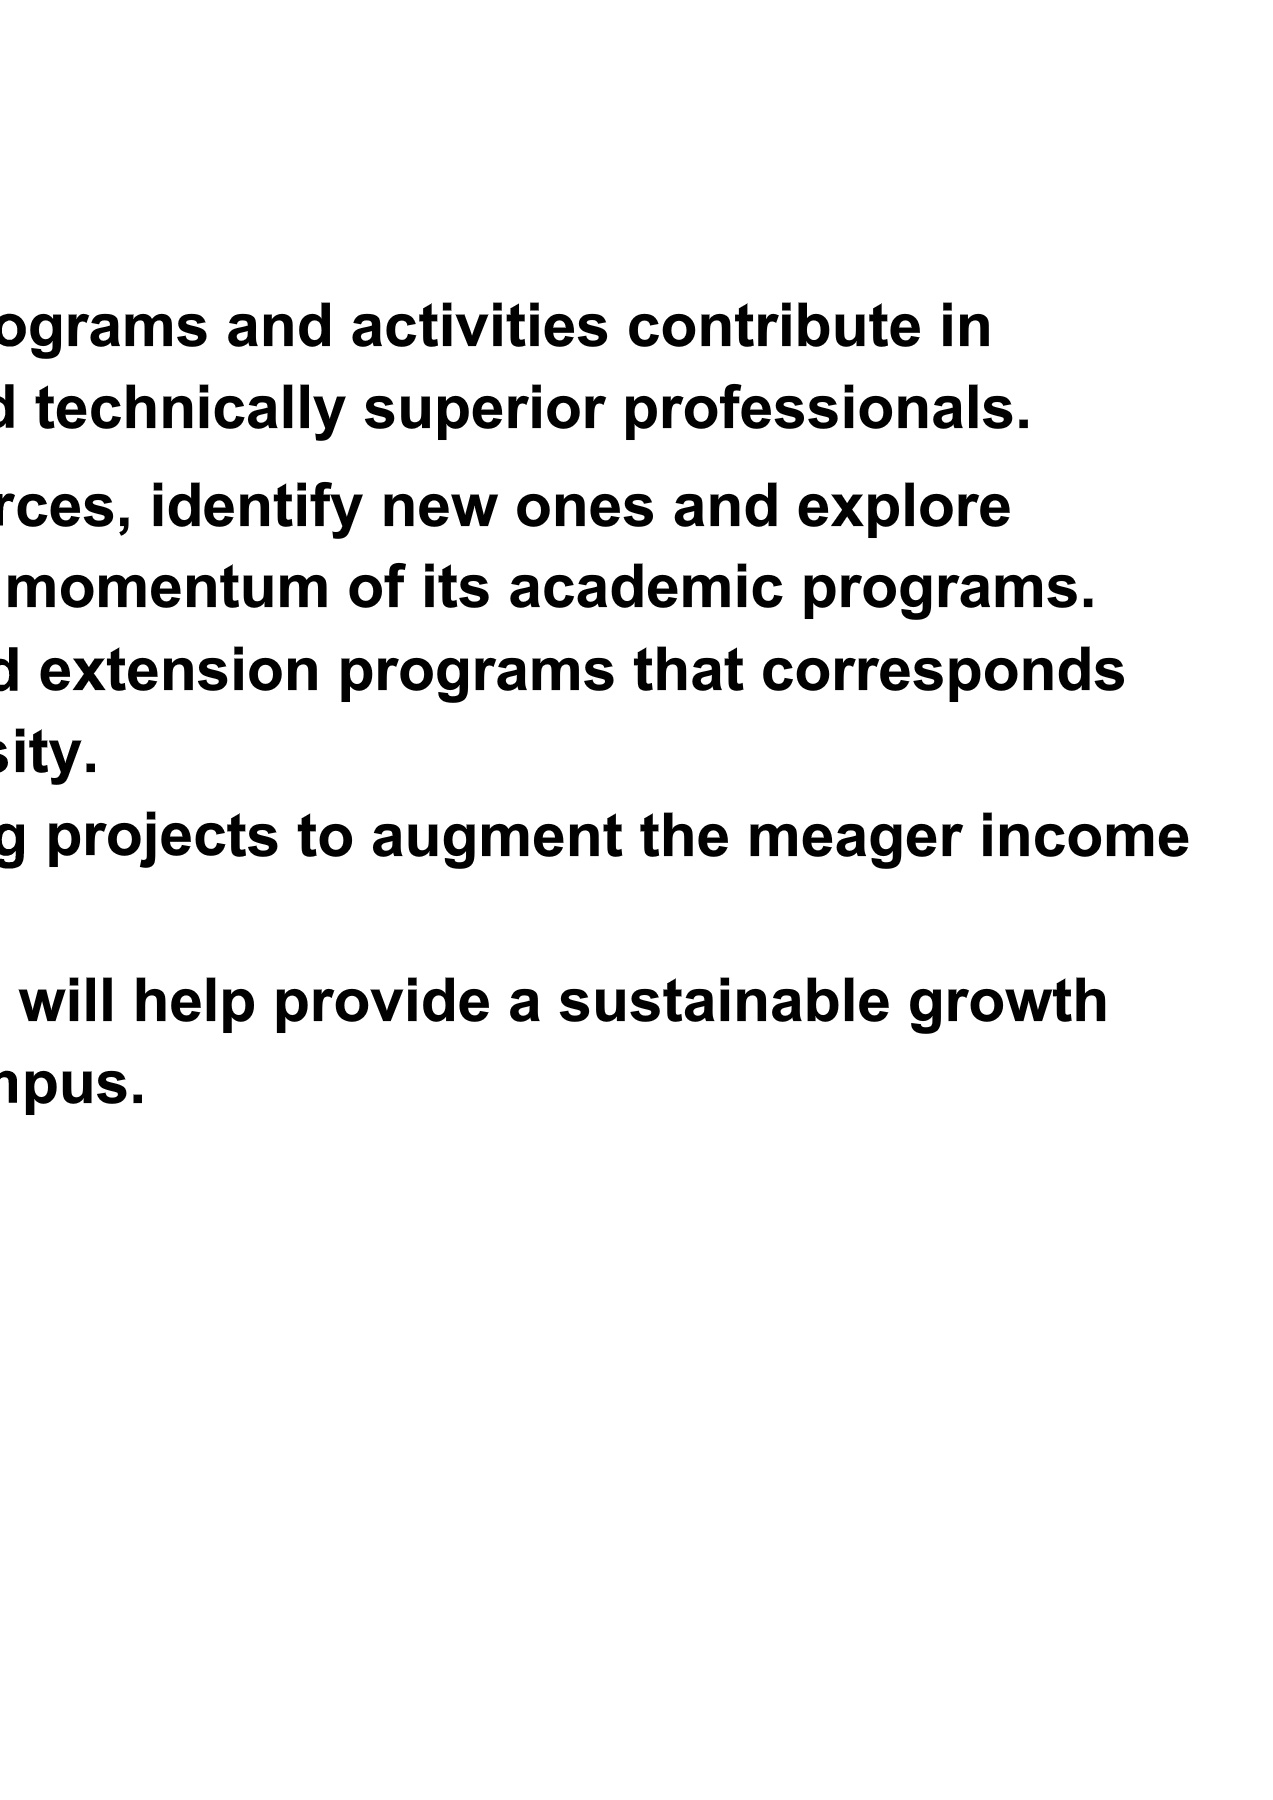 ograms and activities contribute in
d technically superior professionals.
rces, identify new ones and explore
momentum of its academic programs.
d extension programs that corresponds
sity.
g projects to augment the meager income
will help provide a sustainable growth
mpus.